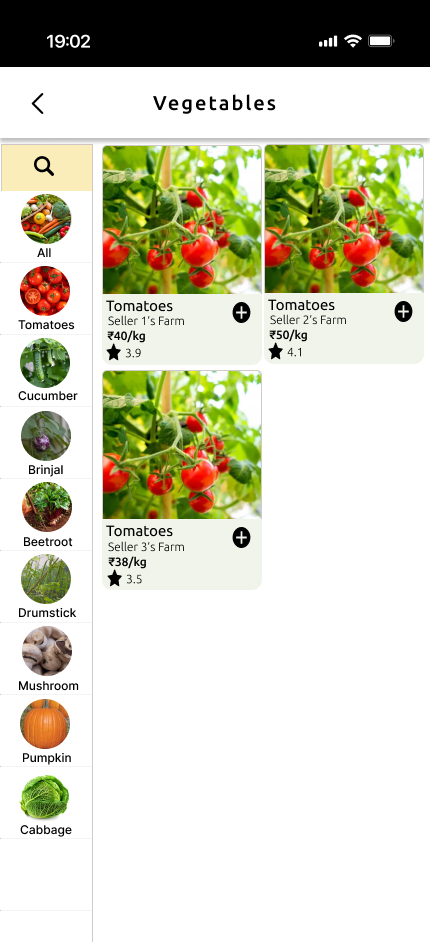 19:02
Vegetables
All
Tomatoes
Cucumber
Brinjal
Beetroot
Drumstick
Mushroom
Pumpkin
Cabbage
Tomatoes
Seller 1's Farm
₹40/kg
3.9
Tomatoes
Seller 2's Farm
₹50/kg
4.1
Tomatoes
Seller 3's Farm
₹38/kg
3.5